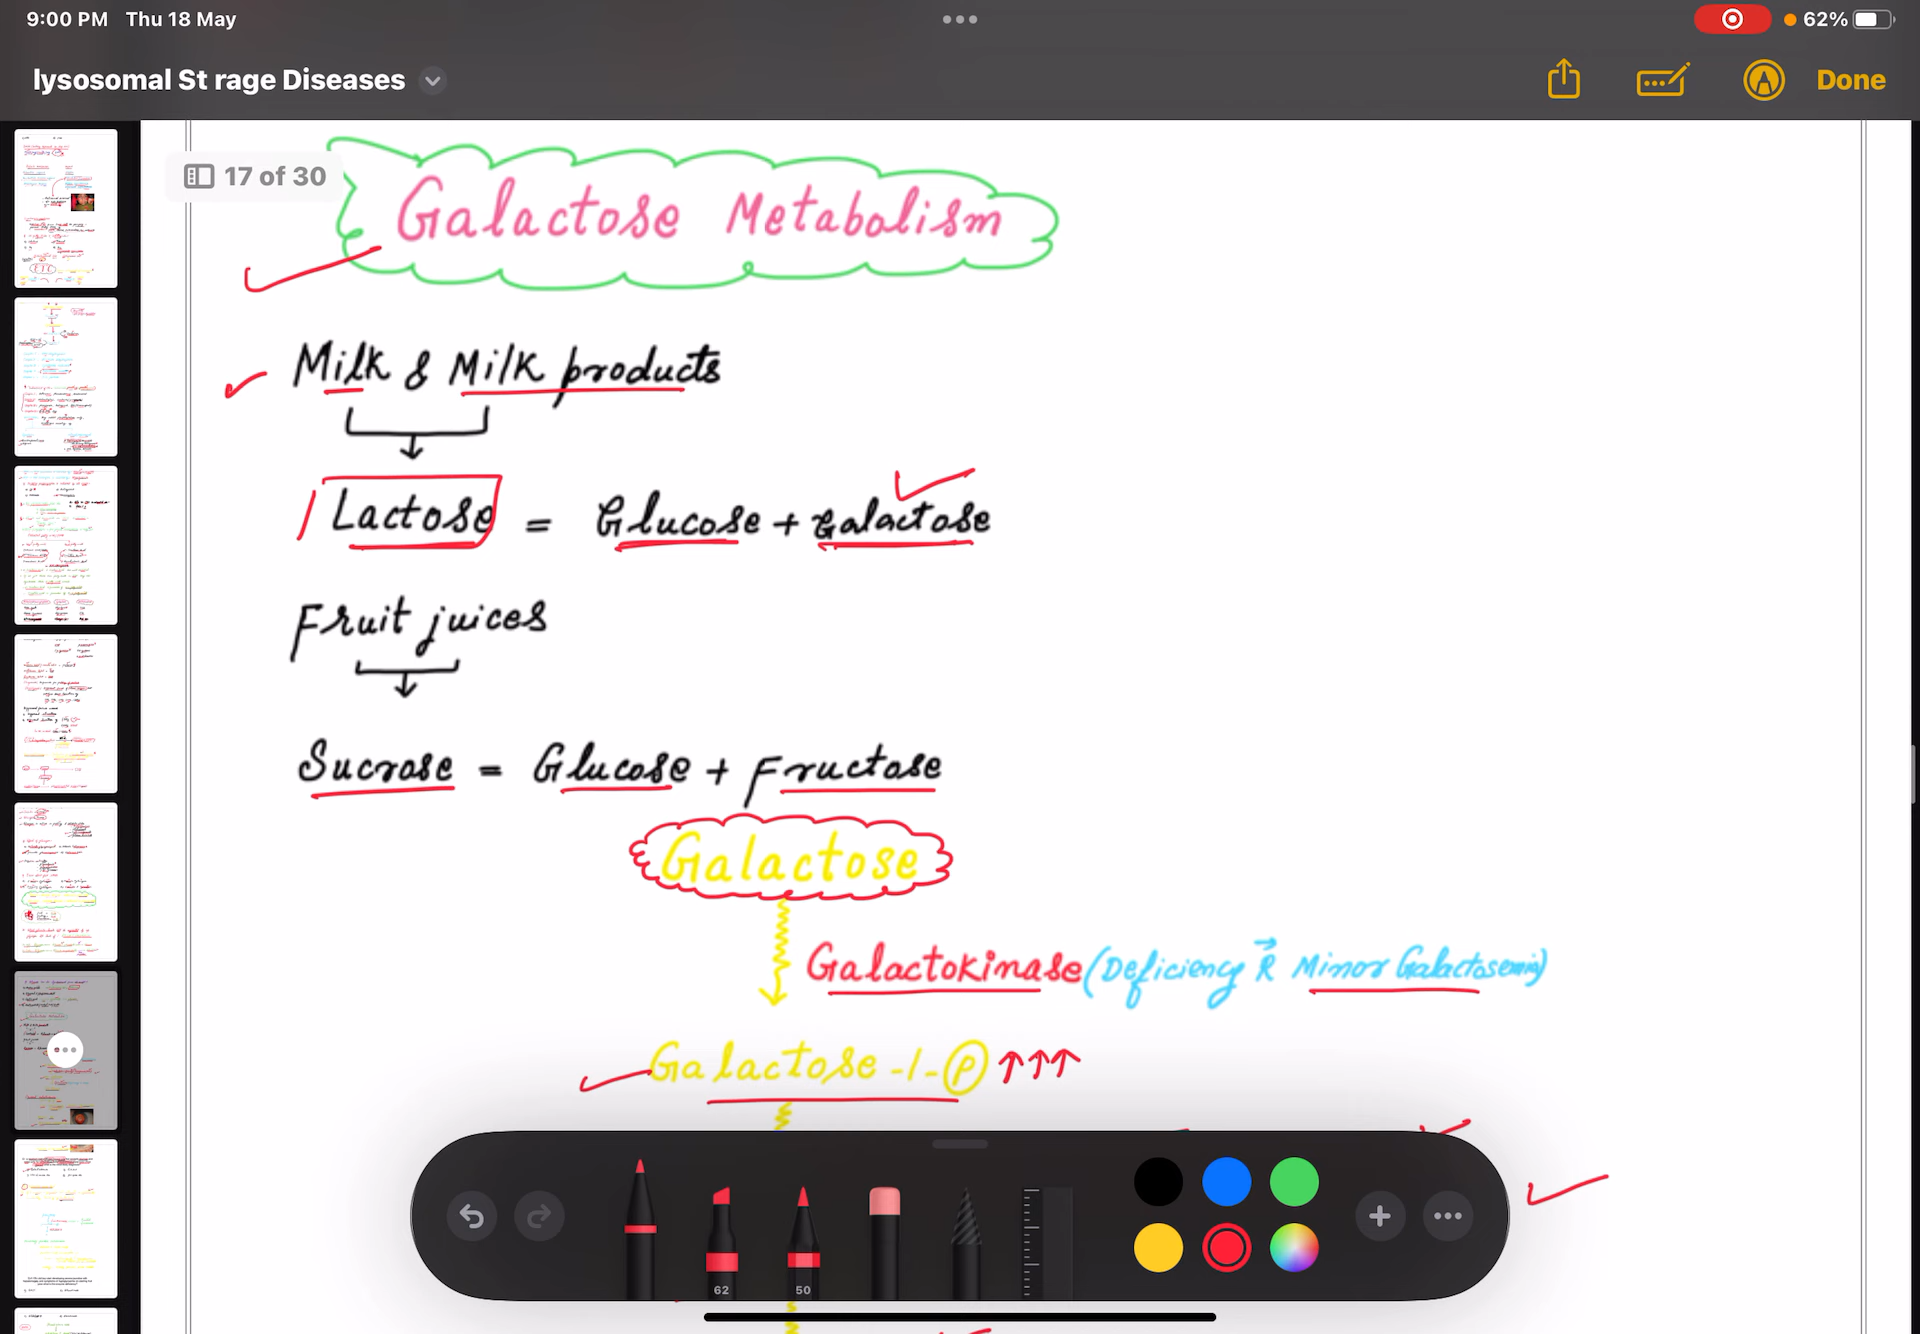 9:00 PM Thu 18 May
62%
lysosomal St rage Diseases
Done
17 of 30
Galactose Metabolism
Milk & Milk products
Lactose = Glucose + Galactose
Fruit juices
Sucrose = Glucose + Fructose
Galactose
Galactokinase (Deficiency R⃗ Minor Galactosemia)
Galactose -1- P ↑↑↑
62
50